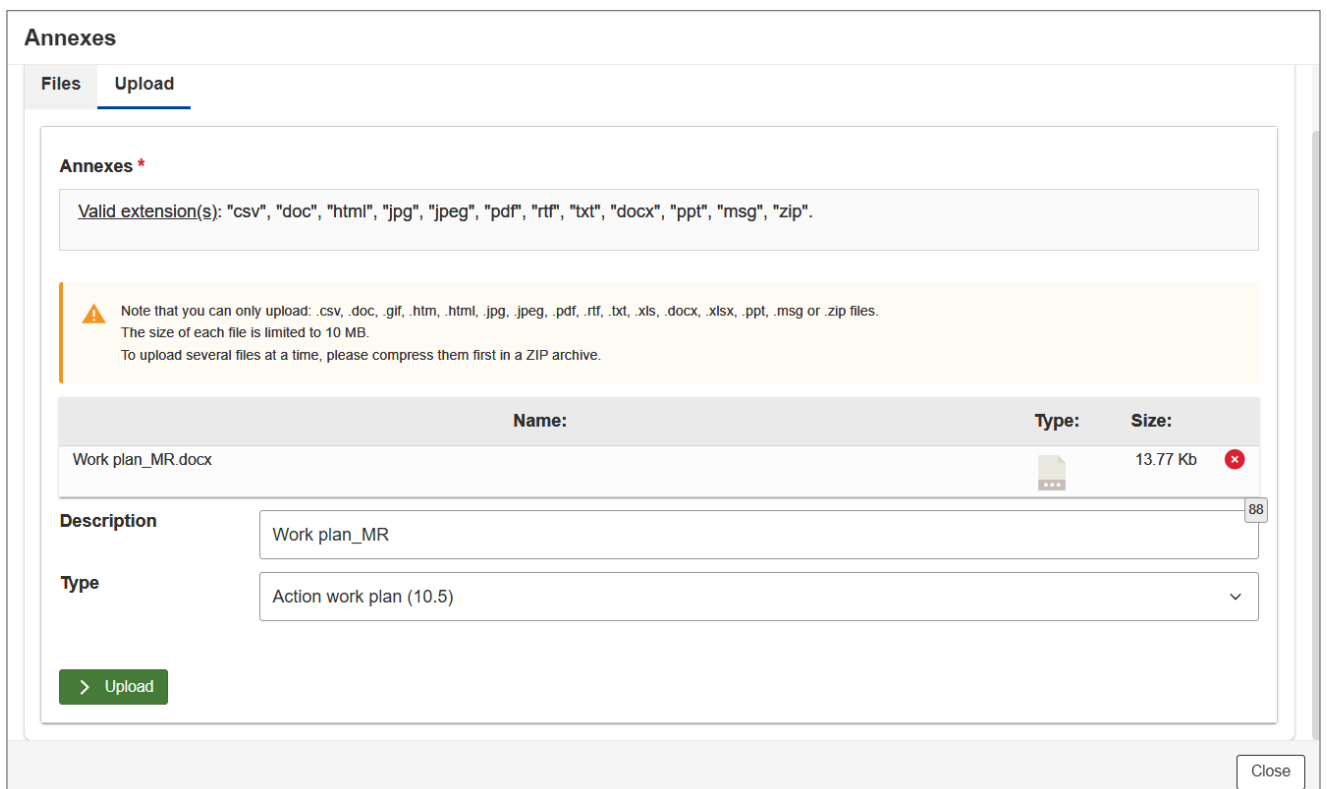 Annexes
Files Upload
Annexes *
Valid extension(s): "csv", "doc", "html", "jpg", "jpeg", "pdf", "rtf", "txt", "docx", "ppt", "msg", "zip".
Note that you can only upload: .csv, .doc, .gif, .htm, .html, .jpg, .jpeg, .pdf, .rtf, .txt, .xls, .docx, .xlsx, .ppt, .msg or .zip files.
The size of each file is limited to 10 MB.
To upload several files at a time, please compress them first in a ZIP archive.
Name: Type: Size:
Work plan_MR.docx 13.77 Kb
88
Description Work plan_MR
Type Action work plan (10.5)
Upload
Close